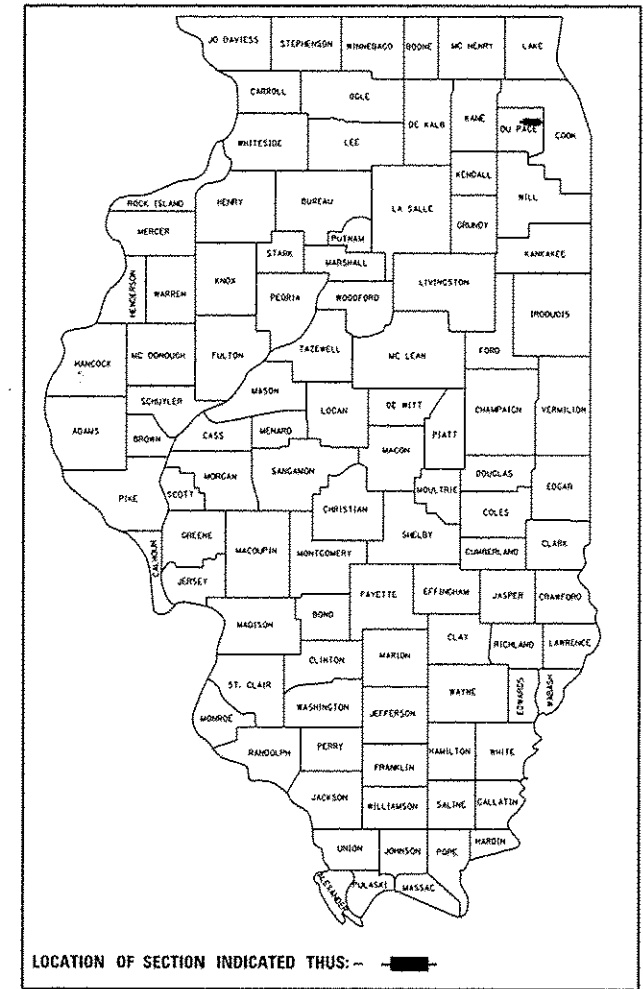 JO DAVIESS STEPHENSON WINNEBAGO BOONE MC HENRY LAKE
CARROLL OGLE DE KALB KANE DU PAGE COOK
WHITESIDE LEE
KENDALL
ROCK ISLAND HENRY BUREAU LA SALLE GRUNDY WILL
MERCER PUTNAM
STARK MARSHALL KANKAKEE
HENDERSON WARREN KNOX PEORIA WOODFORD LIVINGSTON IROQUOIS
HANCOCK MC DONOUGH FULTON TAZEWELL MC LEAN FORD
SCHUYLER MASON LOGAN DE WITT CHAMPAIGN VERMILION
ADAMS BROWN CASS MENARD PIATT
MACON
PIKE SCOTT MORGAN SANGAMON MOULTRIE DOUGLAS EDGAR
CHRISTIAN COLES
CALHOUN GREENE MACOUPIN MONTGOMERY SHELBY CUMBERLAND CLARK
JERSEY
MADISON BOND FAYETTE EFFINGHAM JASPER CRAWFORD
CLINTON MARION CLAY RICHLAND LAWRENCE
ST. CLAIR WASHINGTON JEFFERSON WAYNE EDWARDS WABASH
MONROE
RANDOLPH PERRY FRANKLIN HAMILTON WHITE
JACKSON WILLIAMSON SALINE GALLATIN
UNION JOHNSON POPE HARDIN
ALEXANDER PULASKI MASSAC
LOCATION OF SECTION INDICATED THUS: -